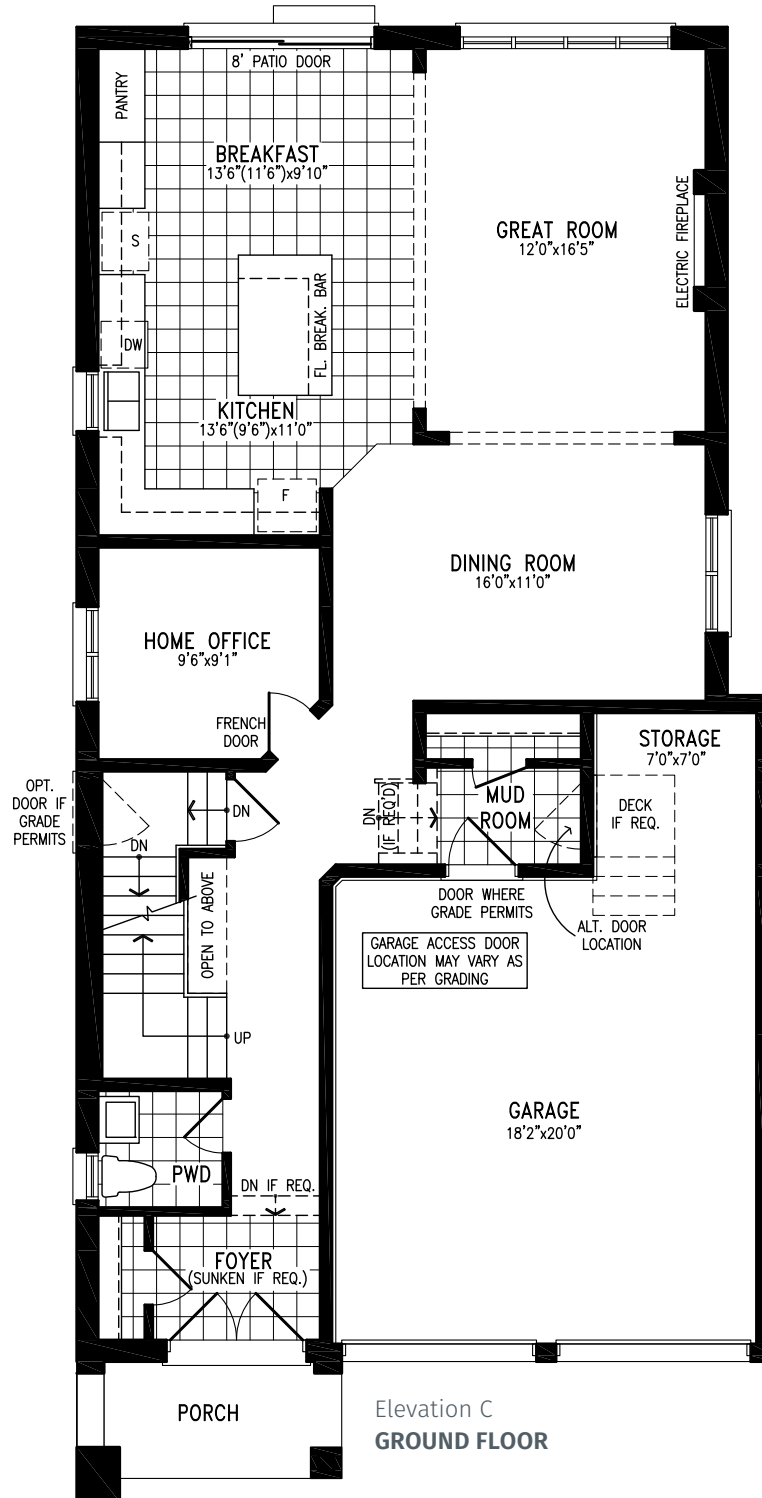 8' PATIO DOOR
PANTRY
BREAKFAST
13'6"(11'6")x9'10"
GREAT ROOM
12'0"x16'5"
ELECTRIC FIREPLACE
S
FL. BREAK. BAR
DW
KITCHEN
13'6"(9'6")x11'0"
F
DINING ROOM
16'0"x11'0"
HOME OFFICE
9'6"x9'1"
FRENCH
DOOR
STORAGE
7'0"x7'0"
OPT.
DOOR IF
GRADE
PERMITS
DN
DN
DN
(IF REQ'D)
MUD
ROOM
DECK
IF REQ.
DOOR WHERE
GRADE PERMITS
ALT. DOOR
LOCATION
OPEN TO ABOVE
GARAGE ACCESS DOOR
LOCATION MAY VARY AS
PER GRADING
UP
GARAGE
18'2"x20'0"
PWD
DN IF REQ.
FOYER
(SUNKEN IF REQ.)
PORCH
Elevation C
GROUND FLOOR